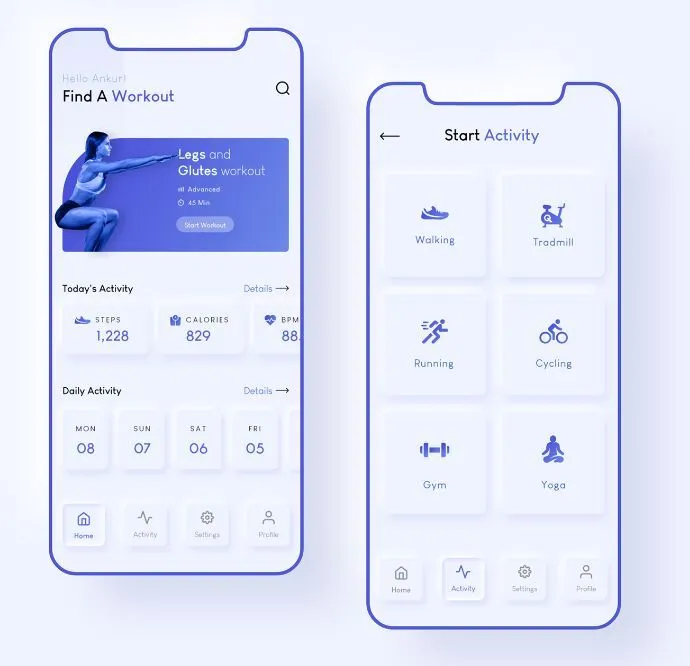 Hello Ankur!
Find A Workout
Legs and
Glutes workout
Advanced
45 Min
Start Workout
Today's Activity
Details
STEPS
1,228
CALORIES
829
BPM
88.
Daily Activity
Details
MON
08
SUN
07
SAT
06
FRI
05
Home
Activity
Settings
Profile
Start Activity
Walking
Tradmill
Running
Cycling
Gym
Yoga
Home
Activity
Settings
Profile